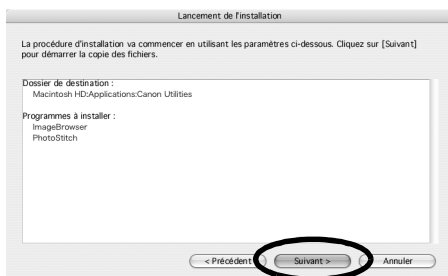 Lancement de l'installation
La procédure d'installation va commencer en utilisant les paramètres ci-dessous. Cliquez sur [Suivant]
pour démarrer la copie des fichiers.
Dossier de destination :
Macintosh HD:Applications:Canon Utilities
Programmes à installer :
ImageBrowser
PhotoStitch
< Précédent
Suivant >
Annuler